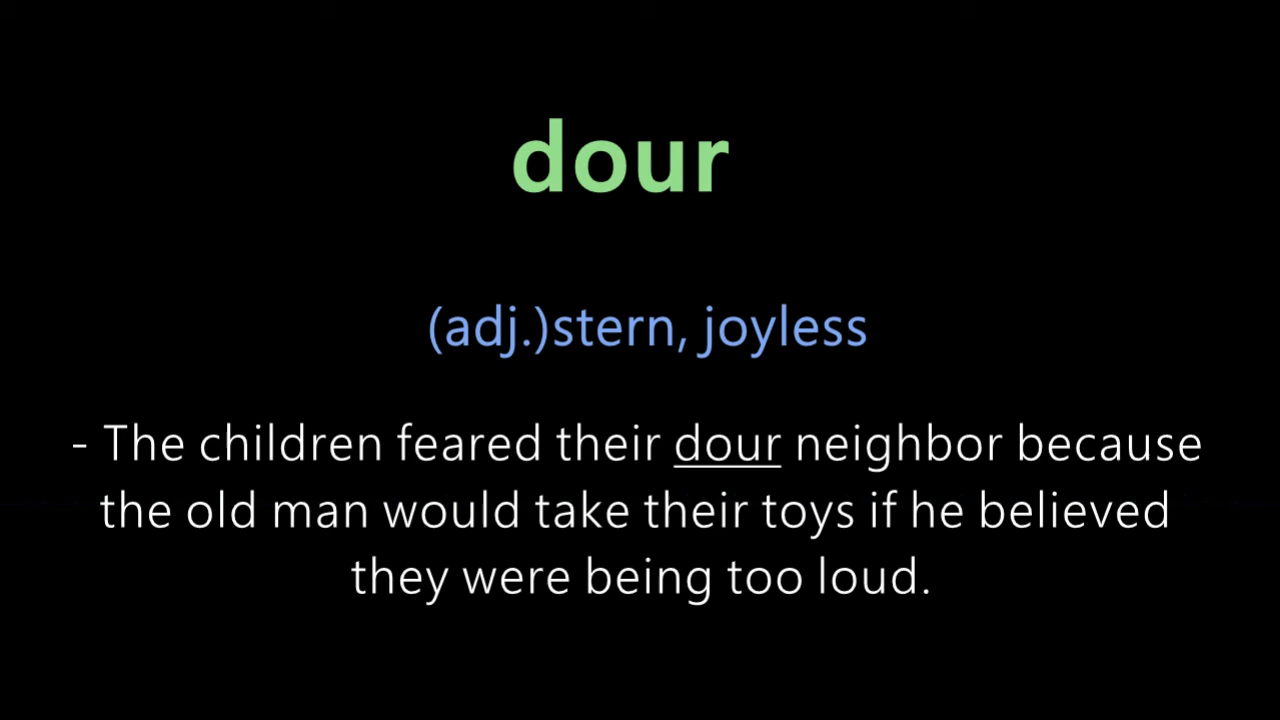 dour
(adj.)stern, joyless
- The children feared their dour neighbor because
the old man would take their toys if he believed
they were being too loud.